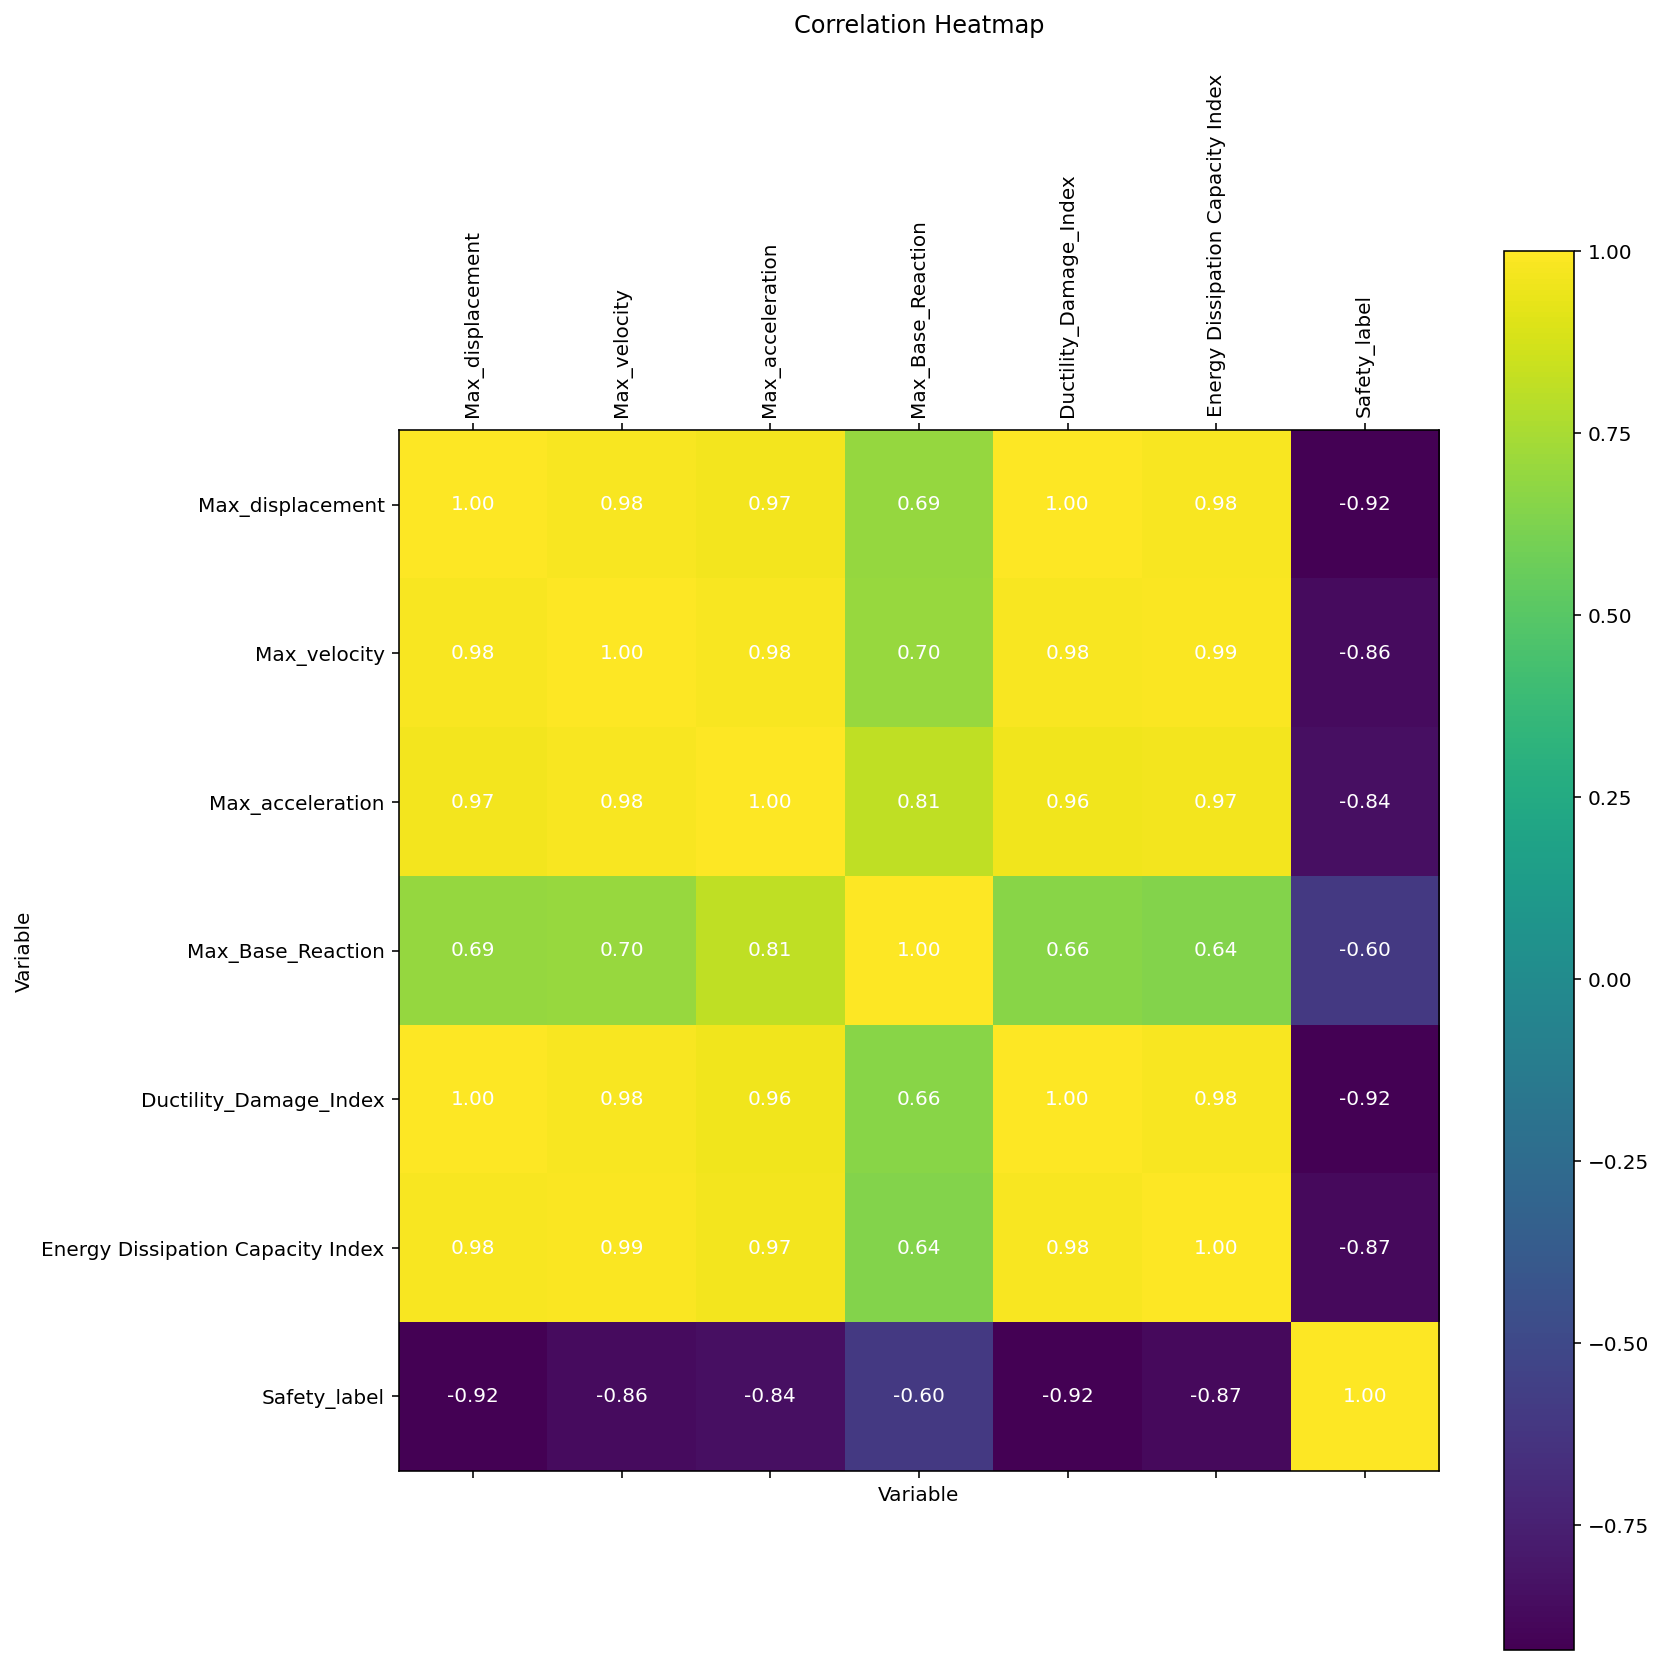 Correlation Heatmap
Max_displacement
Max_velocity
Max_acceleration
Max_Base_Reaction
Ductility_Damage_Index
Energy Dissipation Capacity Index
Safety_label
Variable
Max_displacement 1.00 0.98 0.97 0.69 1.00 0.98 -0.92
Max_velocity 0.98 1.00 0.98 0.70 0.98 0.99 -0.86
Max_acceleration 0.97 0.98 1.00 0.81 0.96 0.97 -0.84
Max_Base_Reaction 0.69 0.70 0.81 1.00 0.66 0.64 -0.60
Ductility_Damage_Index 1.00 0.98 0.96 0.66 1.00 0.98 -0.92
Energy Dissipation Capacity Index 0.98 0.99 0.97 0.64 0.98 1.00 -0.87
Safety_label -0.92 -0.86 -0.84 -0.60 -0.92 -0.87 1.00
Variable
1.00
0.75
0.50
0.25
0.00
−0.25
−0.50
−0.75